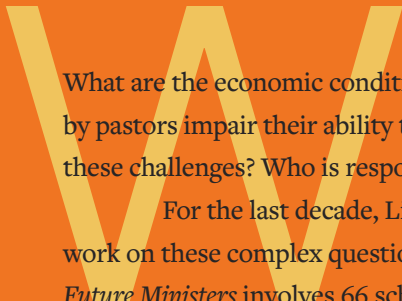 W
What are the economic condit
by pastors impair their ability t
these challenges? Who is respo
For the last decade, Li
work on these complex questio
Future Ministers involves 66 sch